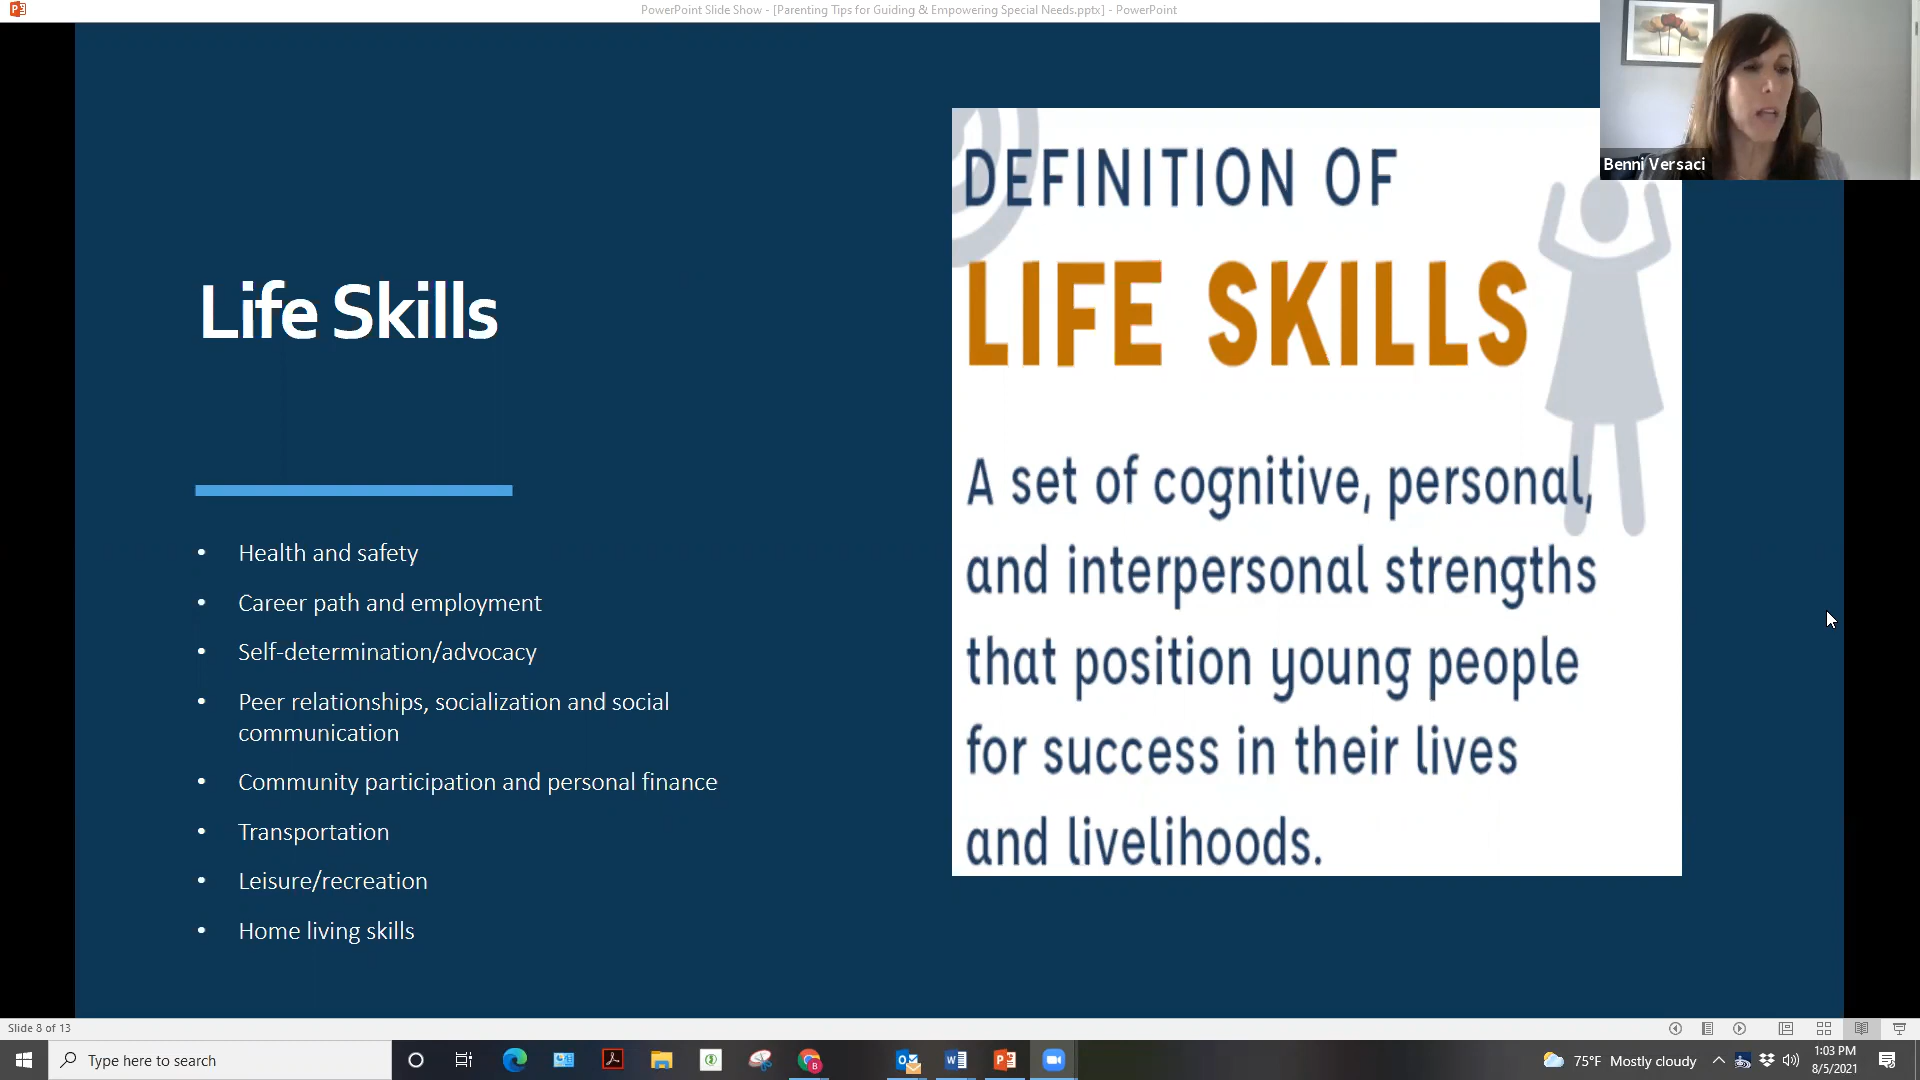 PowerPoint Slide Show - [Parenting Tips for Guiding & Empowering Special Needs.pptx] - PowerPoint
Benni Versaci
Life Skills
• Health and safety
• Career path and employment
• Self-determination/advocacy
• Peer relationships, socialization and social
communication
• Community participation and personal finance
• Transportation
• Leisure/recreation
• Home living skills
DEFINITION OF
LIFE SKILLS
A set of cognitive, personal,
and interpersonal strengths
that position young people
for success in their lives
and livelihoods.
Slide 8 of 13
Type here to search
75°F Mostly cloudy
1:03 PM
8/5/2021